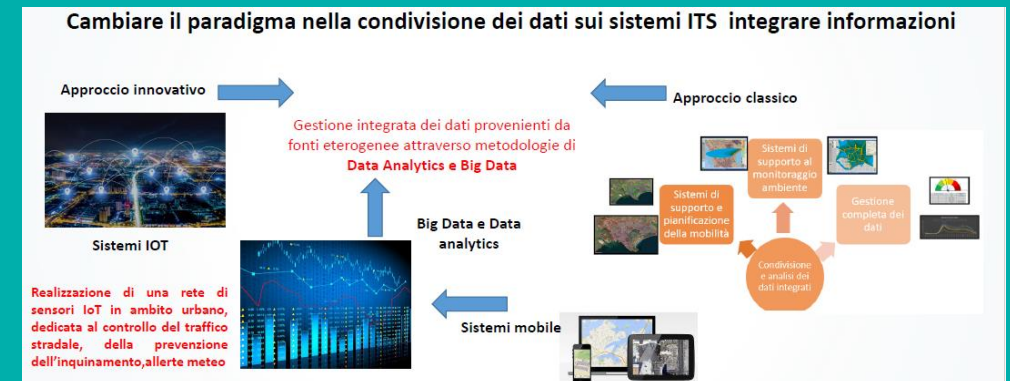 Cambiare il paradigma nella condivisione dei dati sui sistemi ITS integrare informazioni
Approccio innovativo
Approccio classico
Gestione integrata dei dati provenienti da
fonti eterogenee attraverso metodologie di
Data Analytics e Big Data
Sistemi IOT
Big Data e Data
analytics
Realizzazione di una rete di
sensori IoT in ambito urbano,
dedicata al controllo del traffico
stradale, della prevenzione
dell'inquinamento,allerte meteo
Sistemi mobile
Sistemi di
supporto al
monitoraggio
ambiente
Sistemi di
supporto e
pianificazione
della mobilità
Gestione
completa dei
dati
Condivisione
e analisi dei
dati integrati